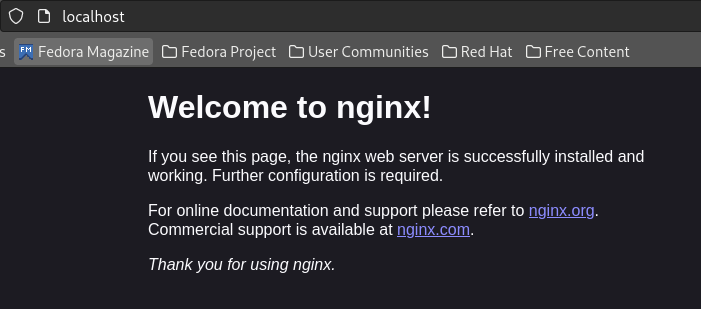 localhost
s FM Fedora Magazine Fedora Project User Communities Red Hat Free Content
Welcome to nginx!
If you see this page, the nginx web server is successfully installed and
working. Further configuration is required.
For online documentation and support please refer to nginx.org.
Commercial support is available at nginx.com.
Thank you for using nginx.